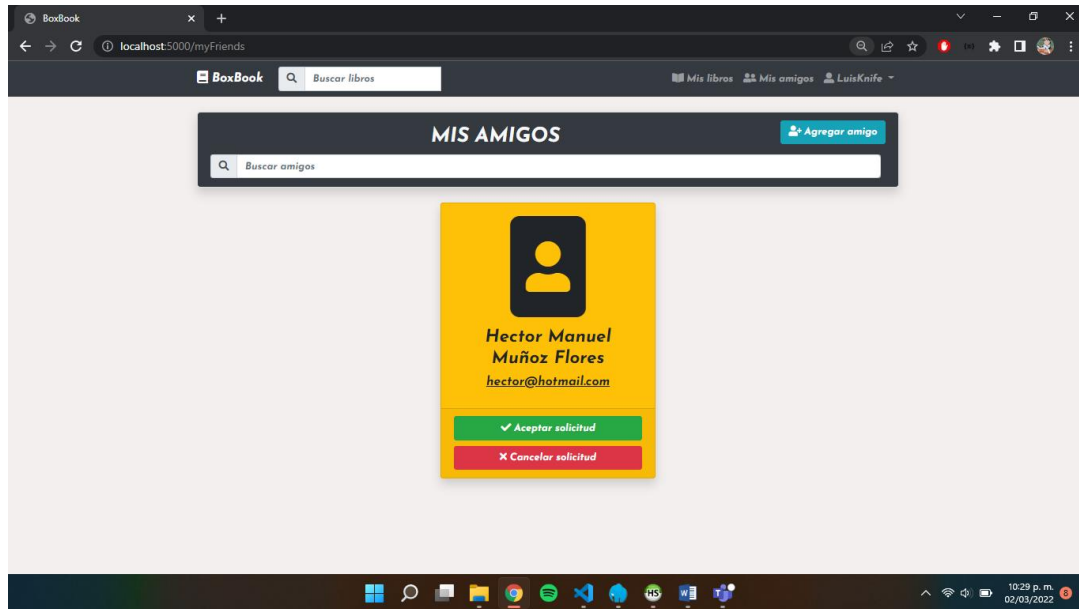 BoxBook
localhost:5000/myFriends
BoxBook
Buscar libros
Mis libros
Mis amigos
LuisKnife
MIS AMIGOS
Agregar amigo
Buscar amigos
Hector Manuel
Muñoz Flores
hector@hotmail.com
Aceptar solicitud
Cancelar solicitud
10:29 p. m.
02/03/2022
8